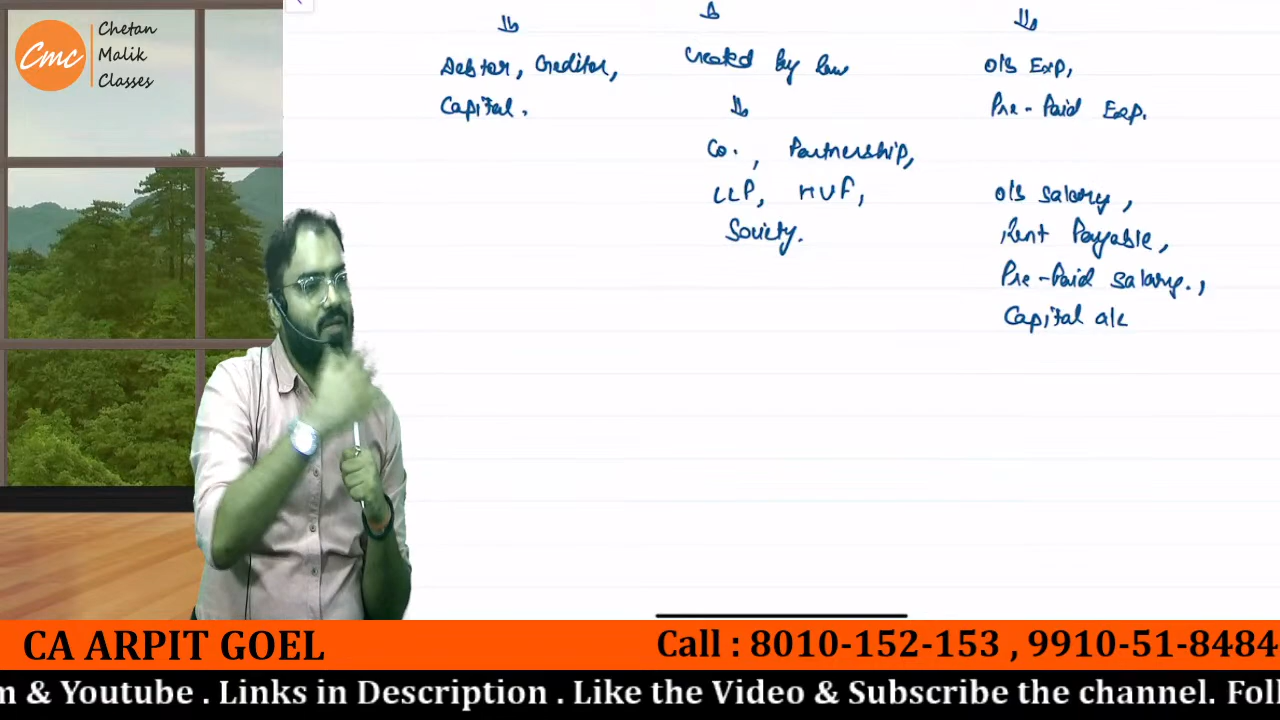 Chetan
Malik
Classes
cmc
Debtor, Creditor,
Capital.
Created by law
Co., Partnership,
LLP, HUF,
Society.
O/S Exp,
Pre-Paid Exp.
O/S Salary,
Rent Payable,
Pre-Paid Salary.,
Capital a/c
CA ARPIT GOEL
Call : 8010-152-153 , 9910-51-8484
m & Youtube . Links in Description . Like the Video & Subscribe the channel. Foll